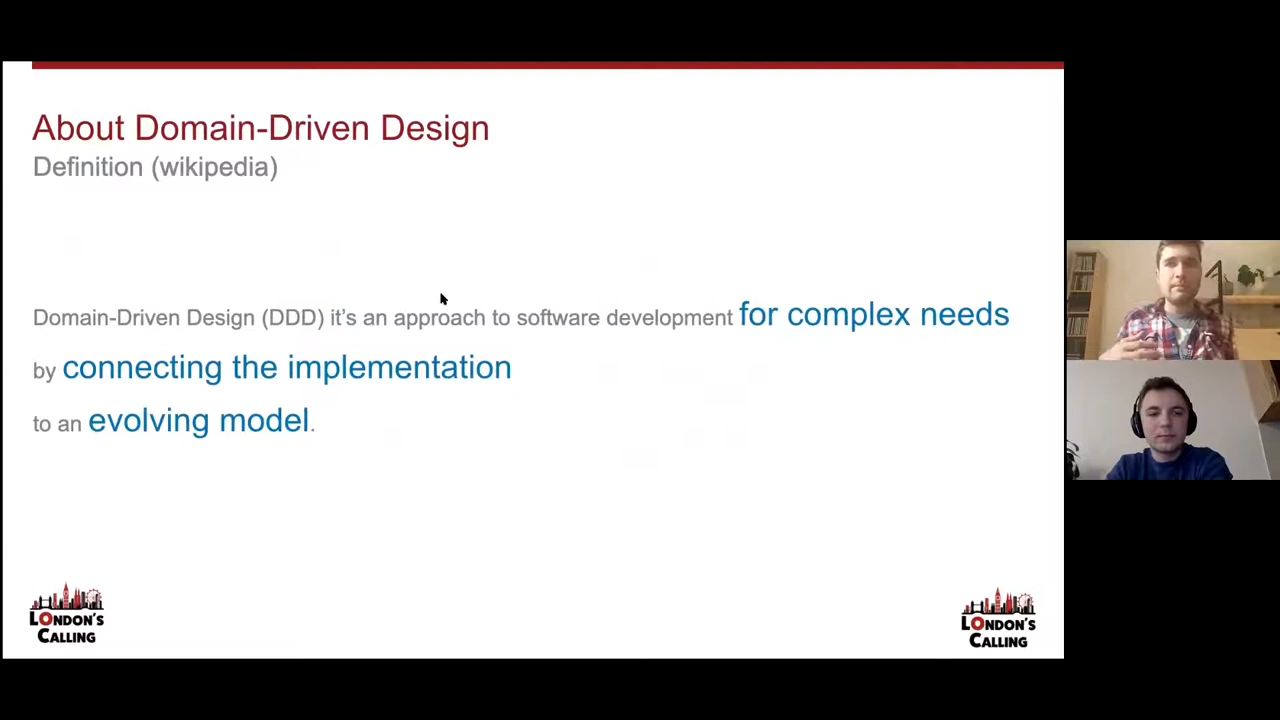 About Domain-Driven Design
Definition (wikipedia)
Domain-Driven Design (DDD) it's an approach to software development for complex needs
by connecting the implementation
to an evolving model.
LONDON'S
CALLING
LONDON'S
CALLING